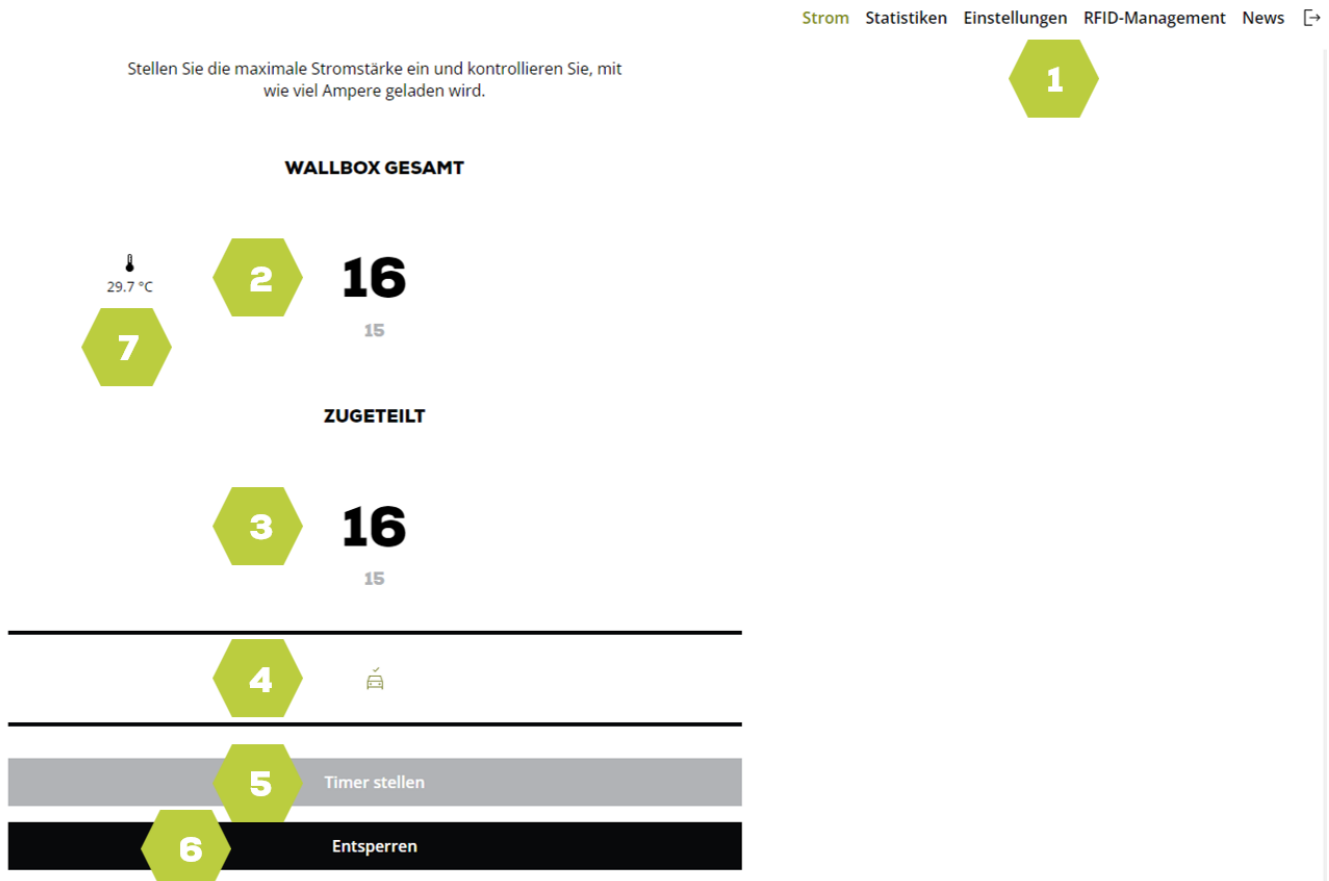 Strom Statistiken Einstellungen RFID-Management News
1
Stellen Sie die maximale Stromstärke ein und kontrollieren Sie, mit
wie viel Ampere geladen wird.
WALLBOX GESAMT
29.7 °C
2
16
15
7
ZUGETEILT
3
16
15
4
5
Timer stellen
6
Entsperren